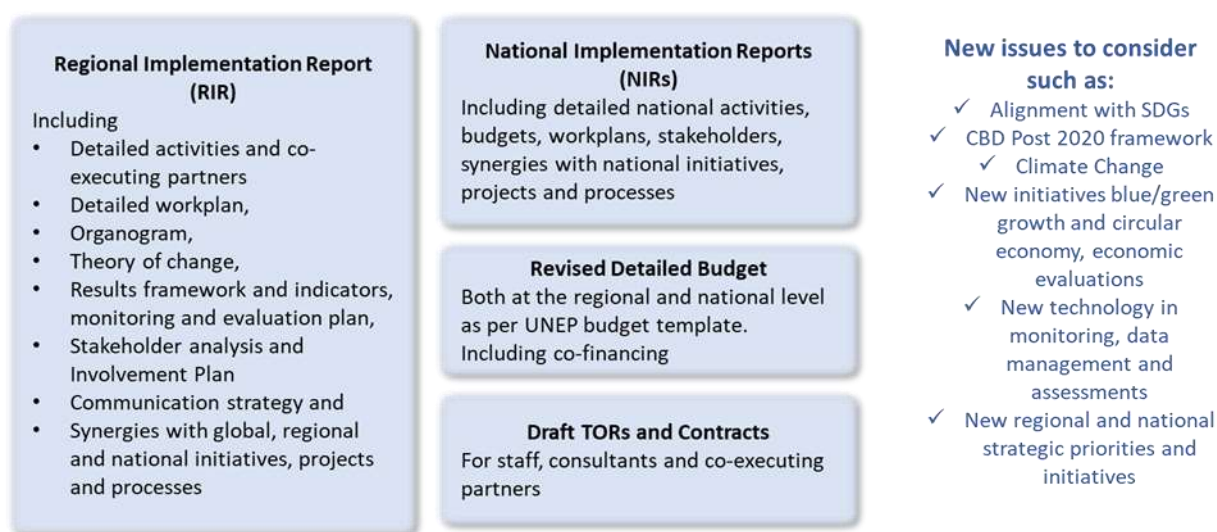 Regional Implementation Report
(RIR)
Including
• Detailed activities and co-
executing partners
• Detailed workplan,
• Organogram,
• Theory of change,
• Results framework and indicators,
monitoring and evaluation plan,
• Stakeholder analysis and
Involvement Plan
• Communication strategy and
• Synergies with global, regional
and national initiatives, projects
and processes
National Implementation Reports
(NIRs)
Including detailed national activities,
budgets, workplans, stakeholders,
synergies with national initiatives,
projects and processes
Revised Detailed Budget
Both at the regional and national level
as per UNEP budget template.
Including co-financing
Draft TORs and Contracts
For staff, consultants and co-executing
partners
New issues to consider
such as:
✓ Alignment with SDGs
✓ CBD Post 2020 framework
✓ Climate Change
✓ New initiatives blue/green
growth and circular
economy, economic
evaluations
✓ New technology in
monitoring, data
management and
assessments
✓ New regional and national
strategic priorities and
initiatives